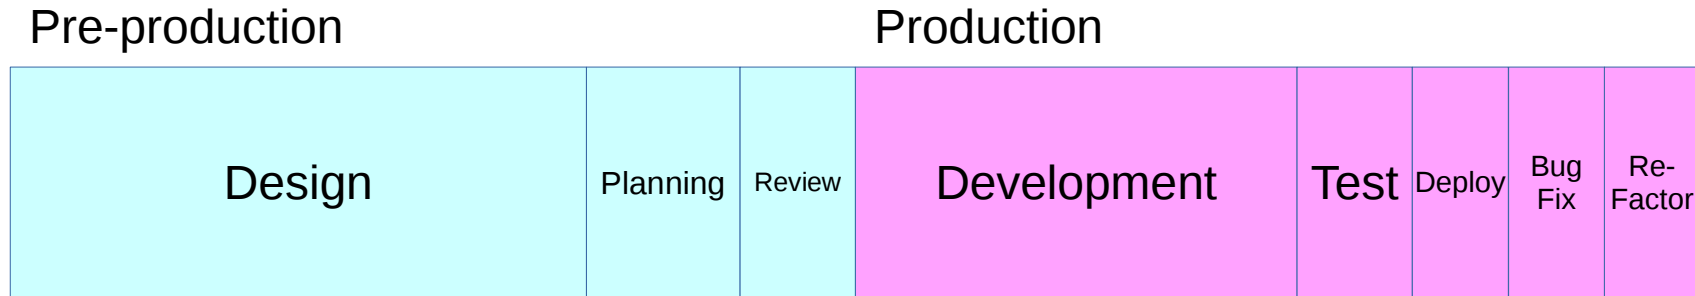 Pre-production
Production
Design
Planning
Review
Development
Test
Deploy
Bug
Fix
Re-
Factor